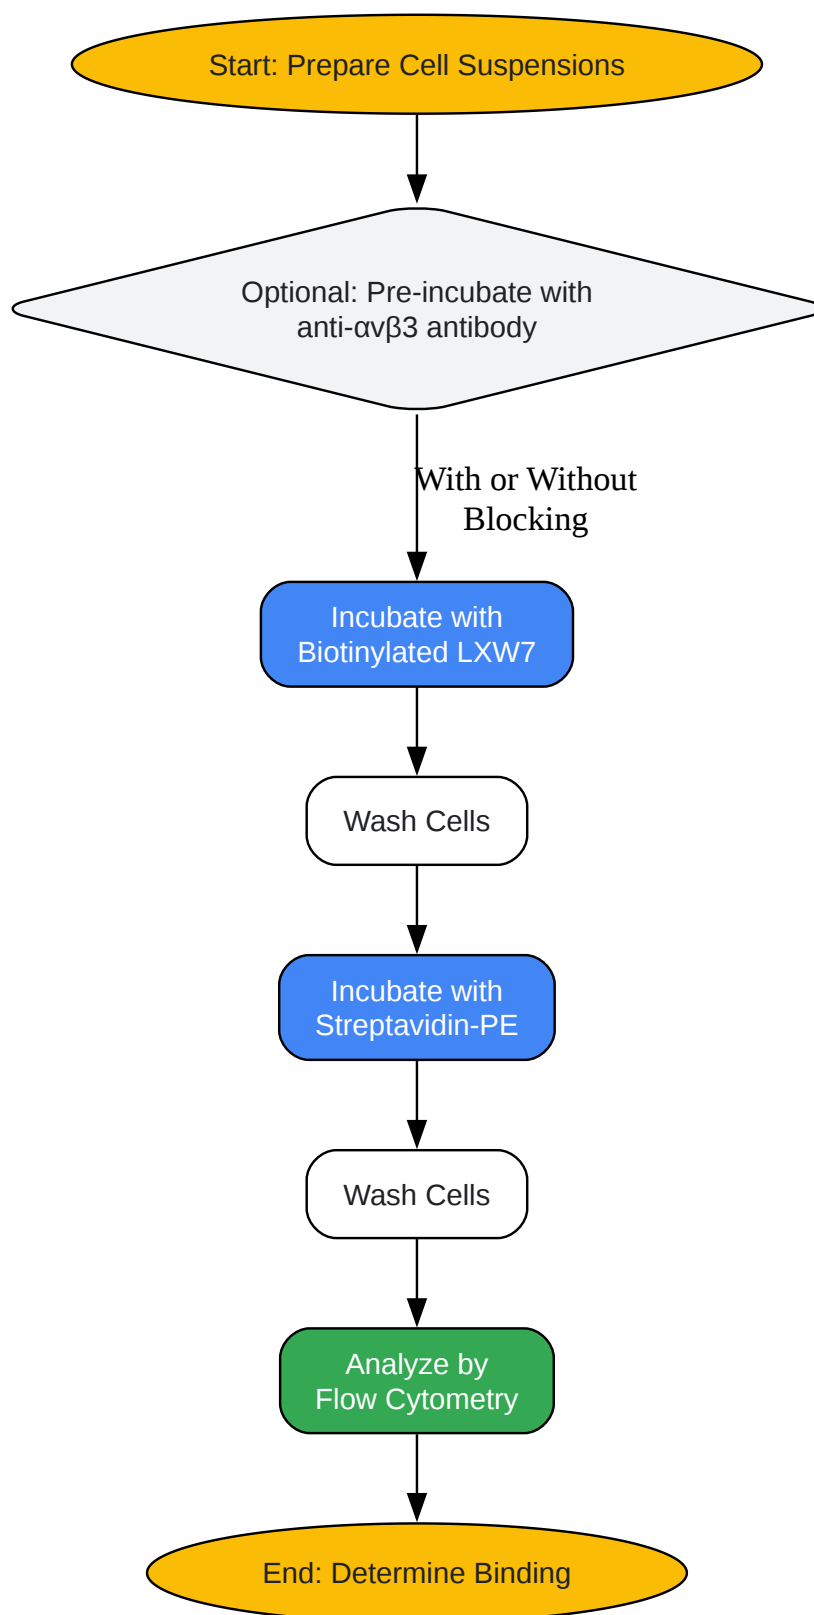 Start: Prepare Cell Suspensions
Optional: Pre-incubate with
anti-αvβ3 antibody
With or Without
Blocking
Incubate with
Biotinylated LXW7
Wash Cells
Incubate with
Streptavidin-PE
Wash Cells
Analyze by
Flow Cytometry
End: Determine Binding